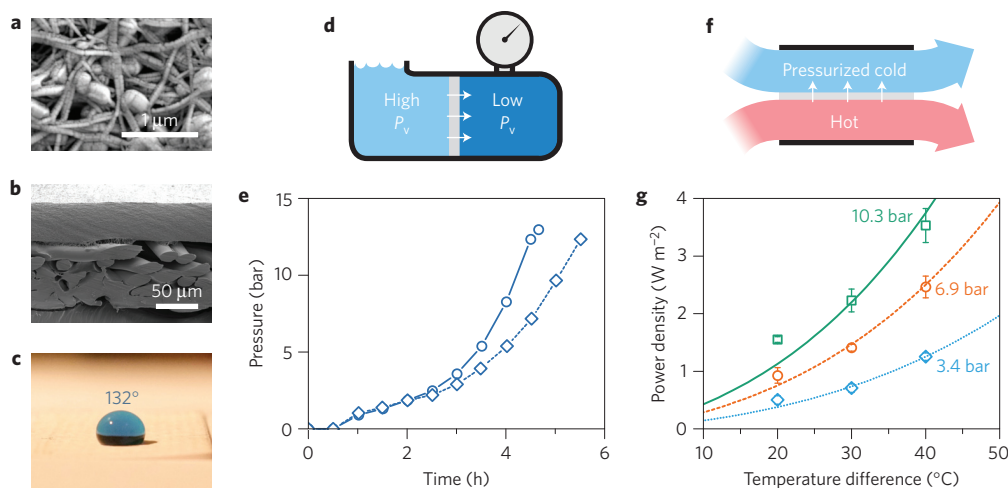 a
1 μm
b
50 μm
c
132°
d
High
Pv
Low
Pv
e
Pressure (bar)
15
10
5
0
0
2
4
6
Time (h)
f
Pressurized cold
Hot
g
Power density (W m−2)
4
3
2
1
0
10.3 bar
6.9 bar
3.4 bar
10
20
30
40
50
Temperature difference (°C)